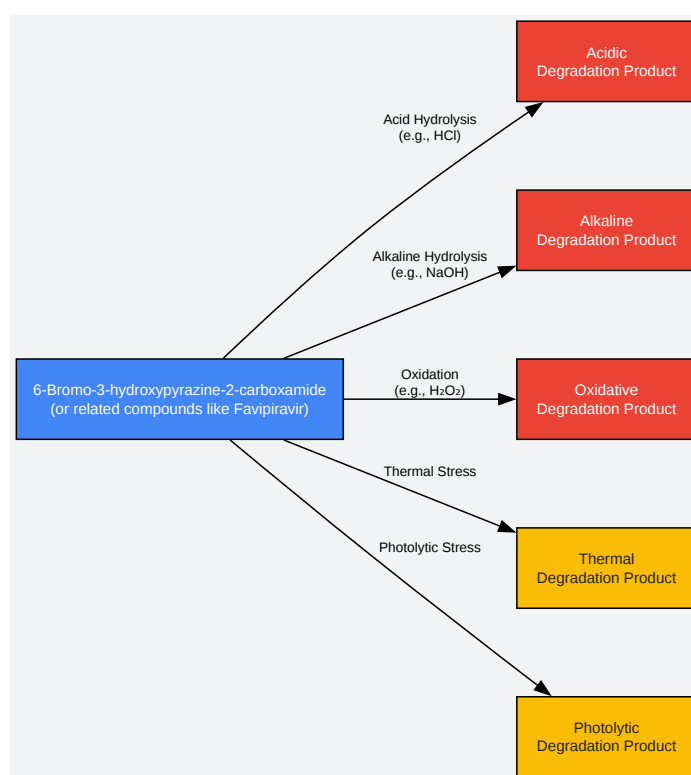 Acidic
Degradation Product
Acid Hydrolysis
(e.g., HCl)
Alkaline
Degradation Product
Alkaline Hydrolysis
(e.g., NaOH)
Oxidation
(e.g., H₂O₂)
6-Bromo-3-hydroxypyrazine-2-carboxamide
(or related compounds like Favipiravir)
Oxidative
Degradation Product
Thermal Stress
Photolytic Stress
Thermal
Degradation Product
Photolytic
Degradation Product